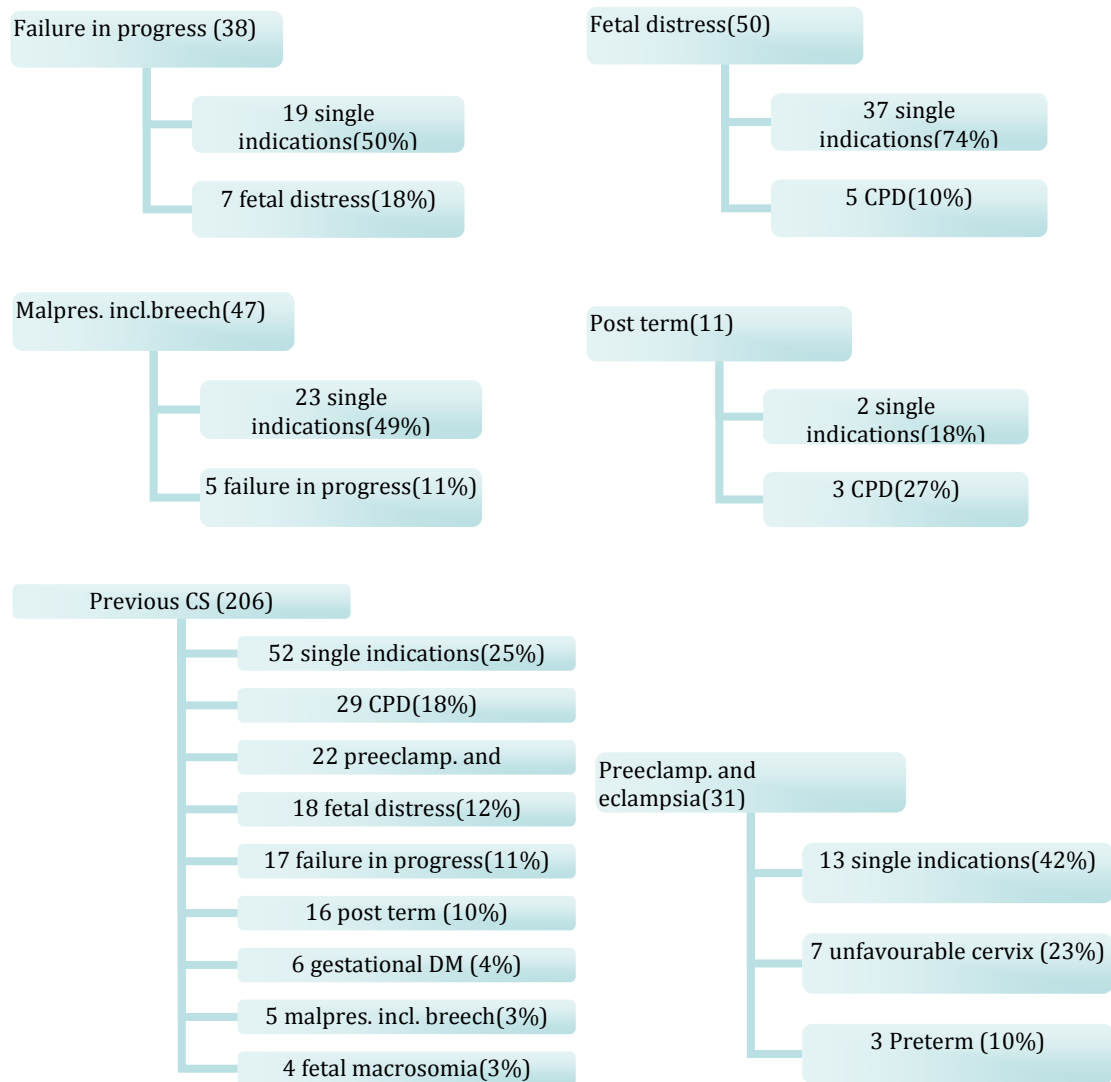 Failure in progress (38)
19 single
indications(50%)
7 fetal distress(18%)
Fetal distress(50)
37 single
indications(74%)
5 CPD(10%)
Malpres. incl.breech(47)
23 single
indications(49%)
5 failure in progress(11%)
Post term(11)
2 single
indications(18%)
3 CPD(27%)
Previous CS (206)
52 single indications(25%)
29 CPD(18%)
22 preeclamp. and
18 fetal distress(12%)
17 failure in progress(11%)
16 post term (10%)
6 gestational DM (4%)
5 malpres. incl. breech(3%)
4 fetal macrosomia(3%)
Preeclamp. and
eclampsia(31)
13 single indications(42%)
7 unfavourable cervix (23%)
3 Preterm (10%)